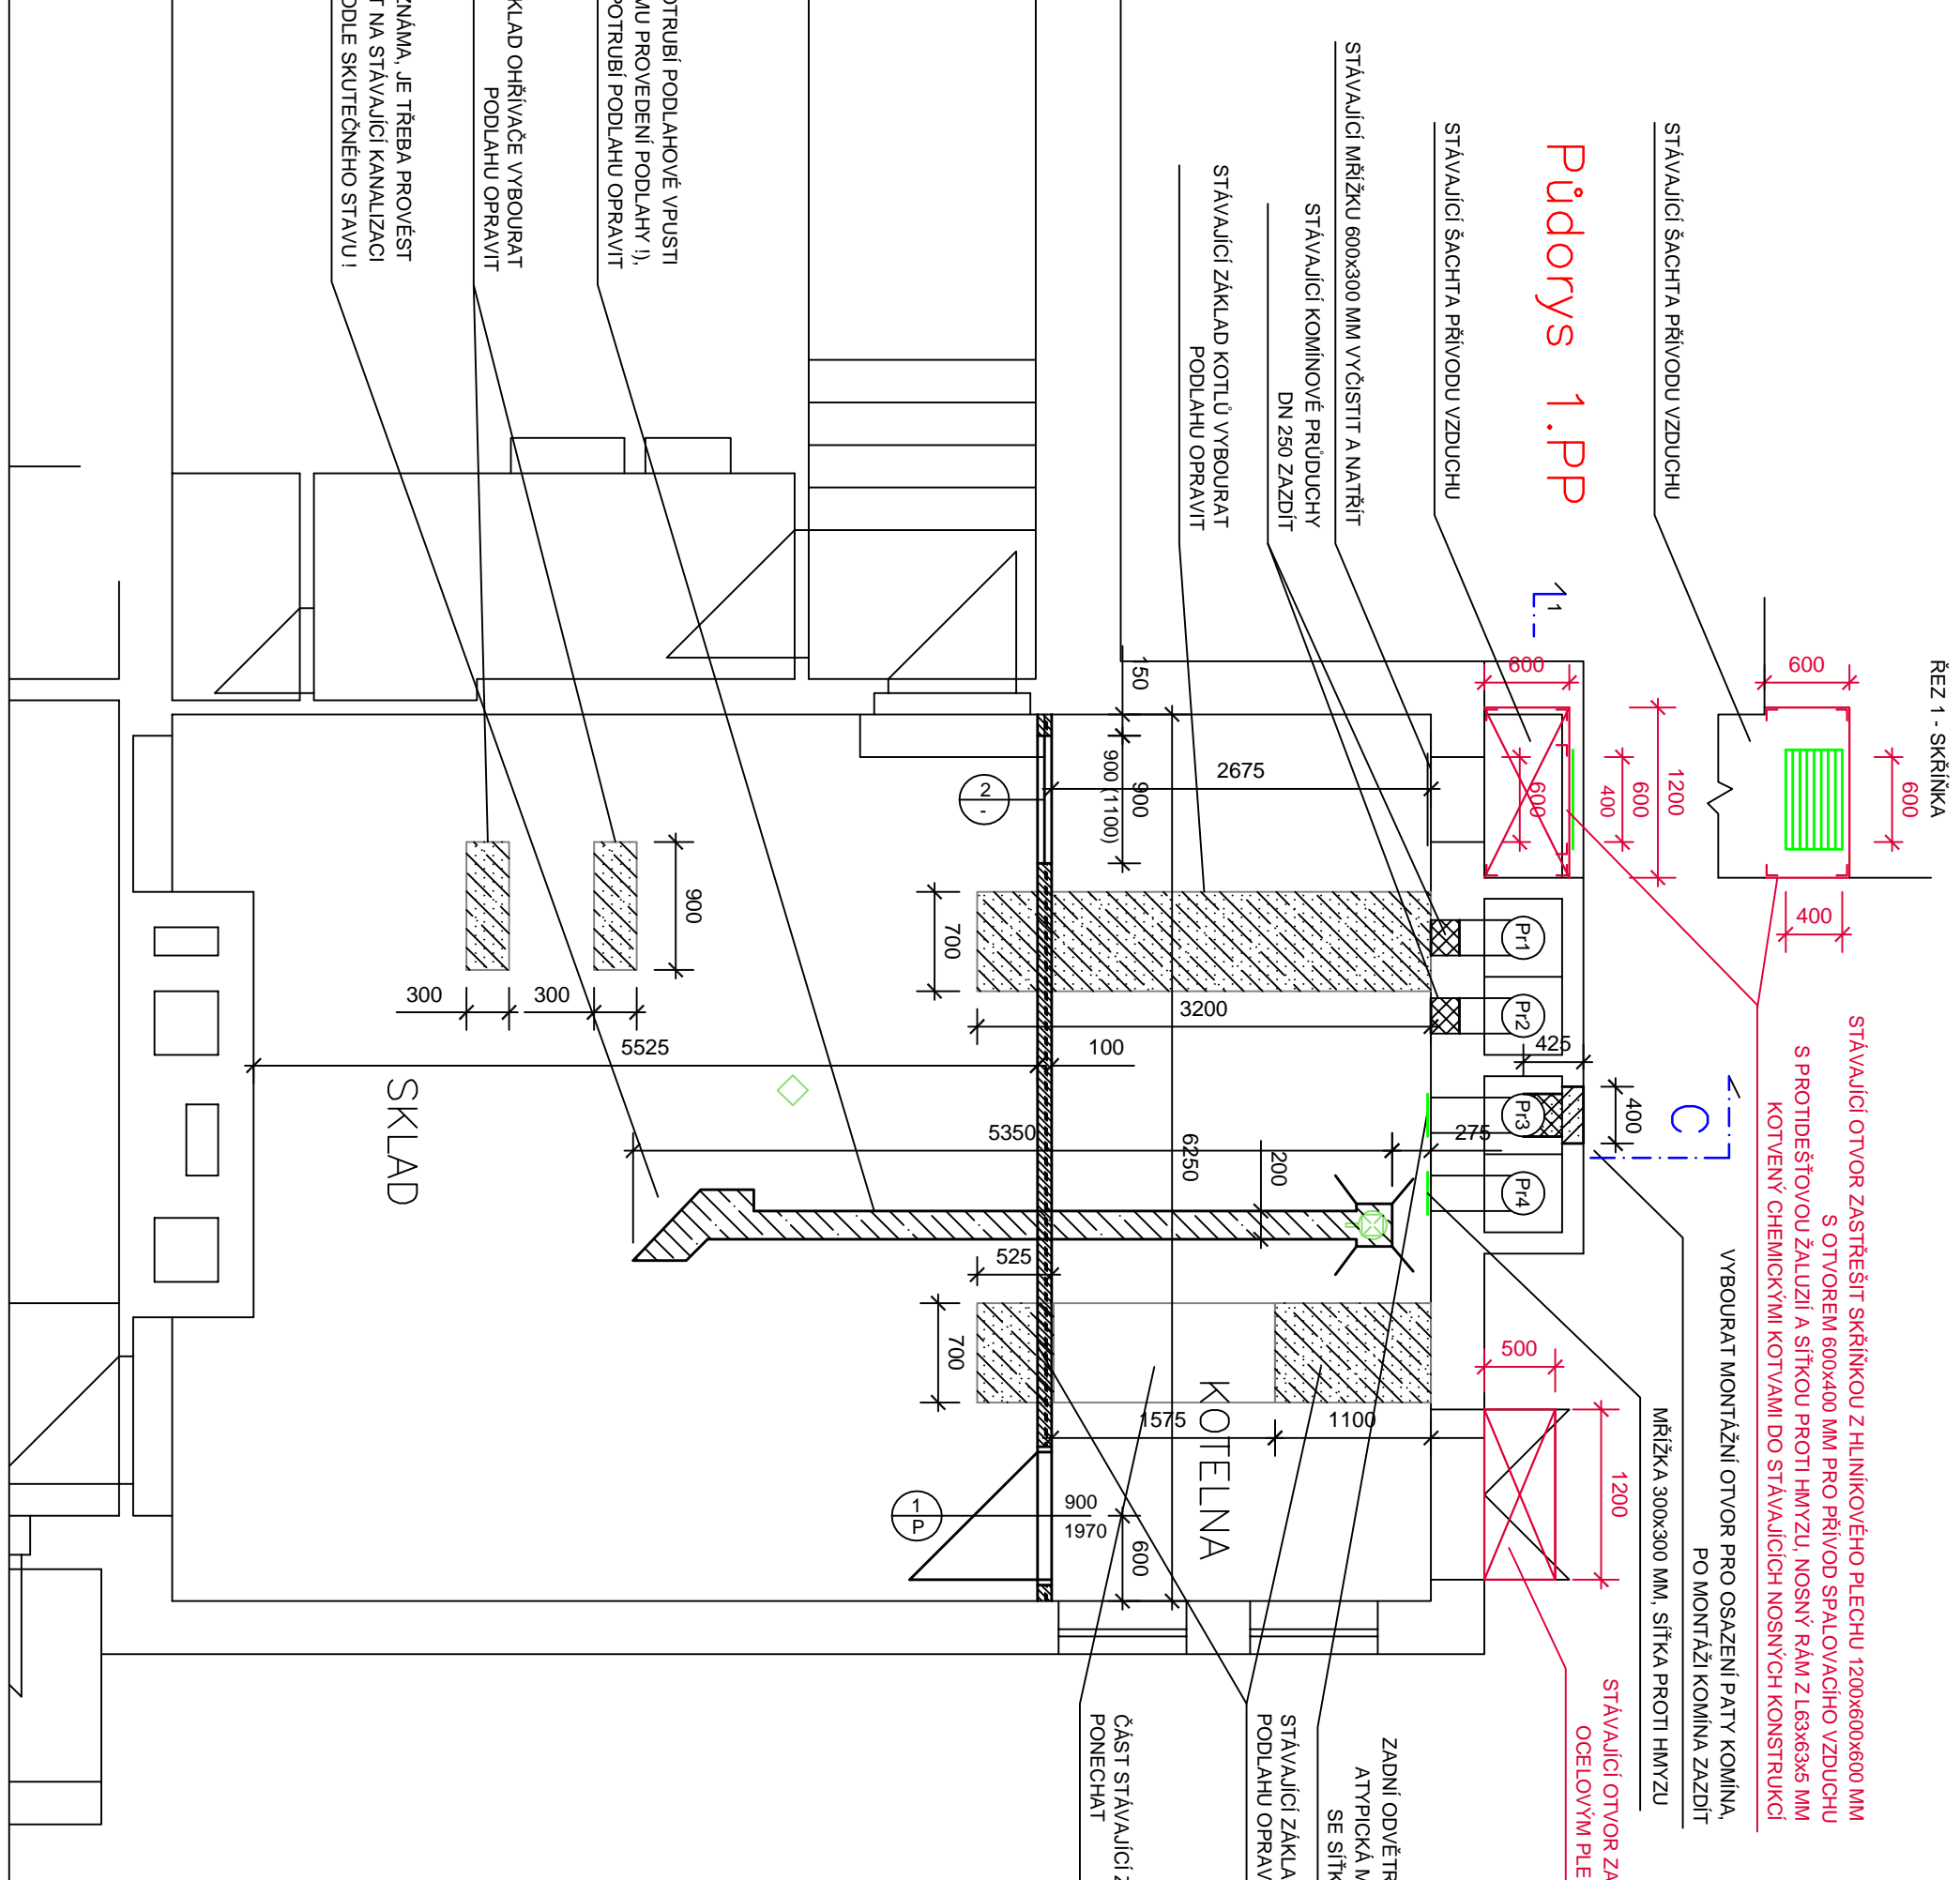 ŘEZ 1 - SKŘÍŇKA
STÁVAJÍCÍ ŠACHTA PŘÍVODU VZDUCHU
Půdorys 1.PP
STÁVAJÍCÍ ŠACHTA PŘÍVODU VZDUCHU
STÁVAJÍCÍ MŘÍŽKU 600x300 MM VYČISTIT A NATŘÍT
STÁVAJÍCÍ KOMÍNOVÉ PRŮDUCHY
DN 250 ZAZDÍT
STÁVAJÍCÍ ZÁKLAD KOTLŮ VYBOURAT
PODLAHU OPRAVIT
OTRUBÍ PODLAHOVÉ VPUSTI
MU PROVEDENÍ PODLAHY !),
POTRUBÍ PODLAHU OPRAVIT
KLAD OHŘÍVAČE VYBOURAT
PODLAHU OPRAVIT
ZNÁMA, JE TŘEBA PROVÉST
T NA STÁVAJÍCÍ KANALIZACI
ODLE SKUTEČNÉHO STAVU !
STÁVAJÍCÍ OTVOR ZASTŘEŠIT SKŘÍŇKOU Z HLINÍKOVÉHO PLECHU 1200x600x600 MM
S OTVOREM 600x400 MM PRO PŘÍVOD SPALOVACÍHO VZDUCHU
S PROTIDEŠŤOVOU ŽALUZIÍ A SÍŤKOU PROTI HMYZU, NOSNÝ RÁM Z L63x63x5 MM
KOTVENÝ CHEMICKÝMI KOTVAMI DO STÁVAJÍCÍCH NOSNÝCH KONSTRUKCÍ
VYBOURAT MONTÁŽNÍ OTVOR PRO OSAZENÍ PATY KOMÍNA,
PO MONTÁŽI KOMÍNA ZAZDÍT
MŘÍŽKA 300x300 MM, SÍŤKA PROTI HMYZU
STÁVAJÍCÍ OTVOR ZA
OCELOVÝM PLE
ZADNÍ ODVĚTR
ATYPICKÁ M
SE SÍŤK
STÁVAJÍCÍ ZÁKLA
PODLAHU OPRAV
ČÁST STÁVAJÍCÍ Z
PONECHAT
600
600
400
1200
600
400
600
600
1
1
C
400
425
Pr1
Pr2
Pr3
Pr4
275
500
1200
150
900
900 (1100)
2675
2
-
700
3200
900
300
300
5525
100
5350
6250
200
525
700
1575
1100
900
1970
600
1
P
SKLAD
KOTELNA